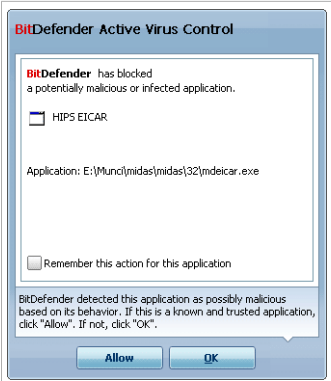 BitDefender Active Virus Control
BitDefender has blocked
a potentially malicious or infected application.
HIPS EICAR
Application: E:\Munci\midas\midas\32\mdeicar.exe
Remember this action for this application
BitDefender detected this application as possibly malicious
based on its behavior. If this is a known and trusted application,
click "Allow". If not, click "OK".
Allow
OK